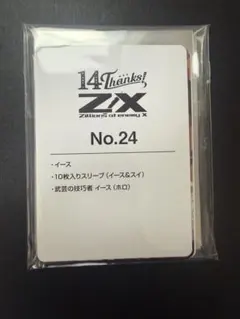 14 Thanks!
Z/X
Zillions of enemy X
No.24
・イース
・10枚入りスリーブ(イース&スイ)
・武芸の技巧者 イース(ホロ)